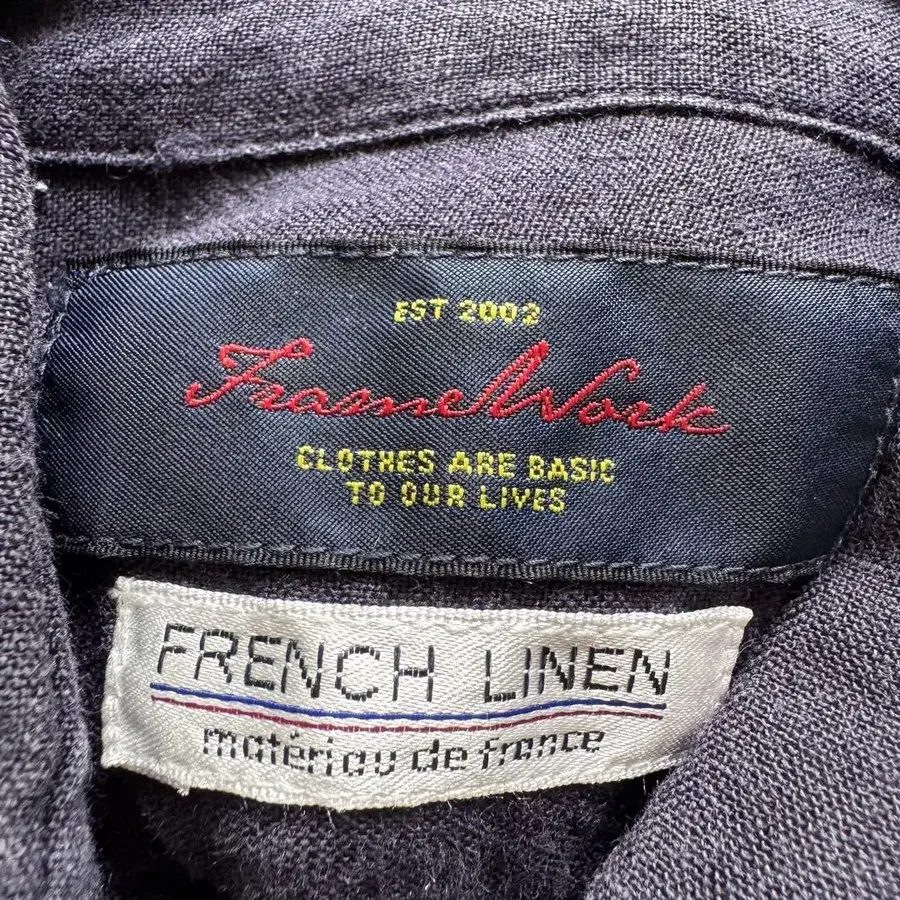 EST 2002
FrameWork
CLOTHES ARE BASIC
TO OUR LIVES
FRENCH LINEN
matériau de france